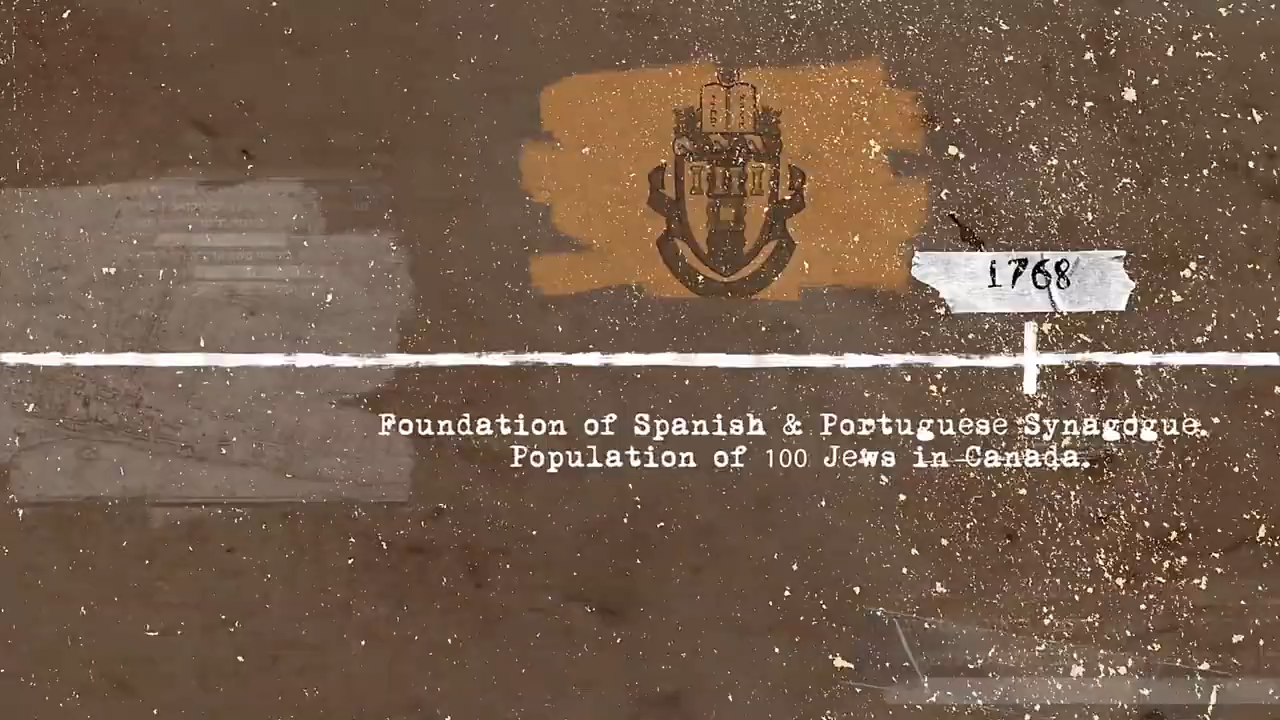 1768
Foundation of Spanish & Portuguese Synagogue.
Population of 100 Jews in Canada.